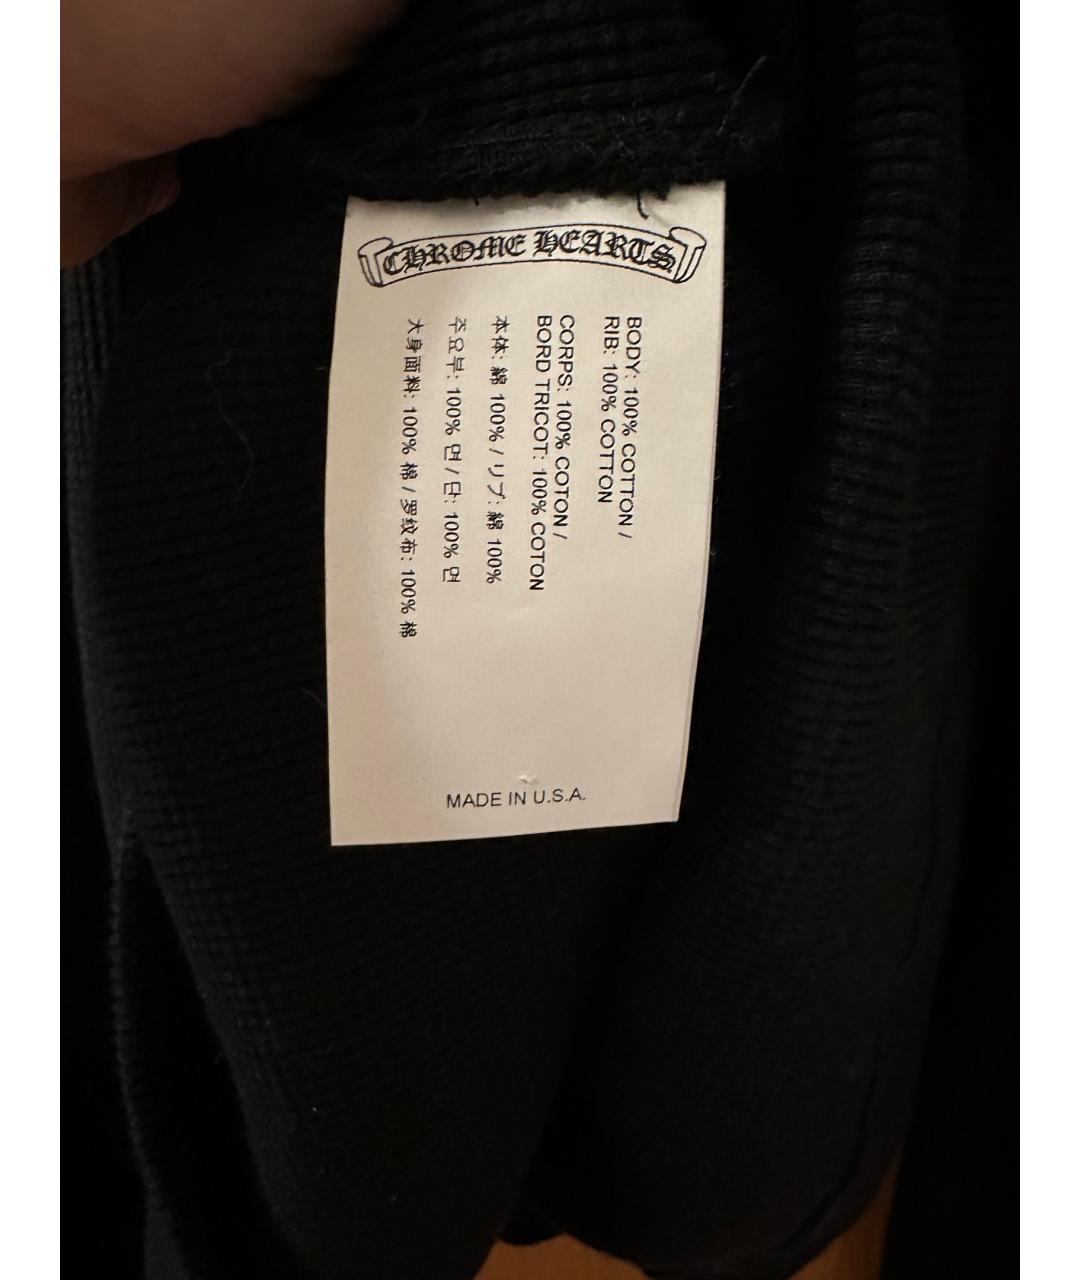 CHROME HEARTS
BODY: 100% COTTON /
RIB: 100% COTTON
CORPS: 100% COTON /
BORD TRICOT: 100% COTON
本体: 綿 100% / リブ: 綿 100%
주요부: 100% 면 / 단: 100% 면
大身面料: 100% 棉 / 罗纹布: 100% 棉
MADE IN U.S.A.